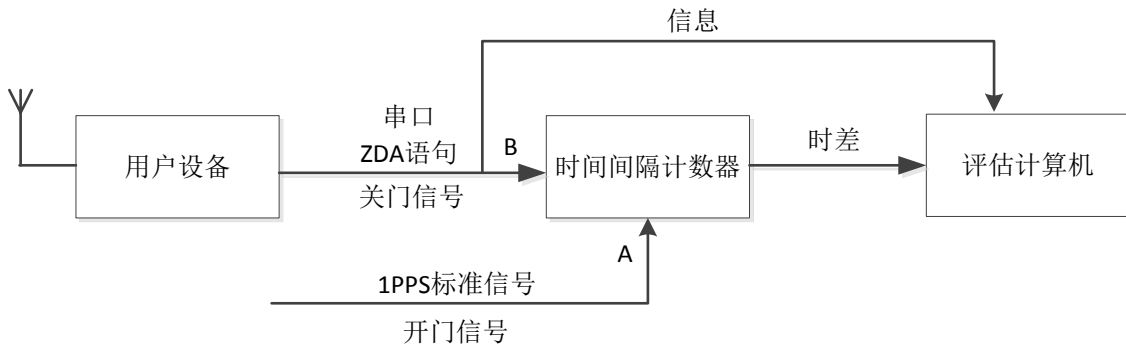 信息
串口
ZDA语句
B
时差
用户设备
时间间隔计数器
评估计算机
关门信号
A
1PPS标准信号
开门信号